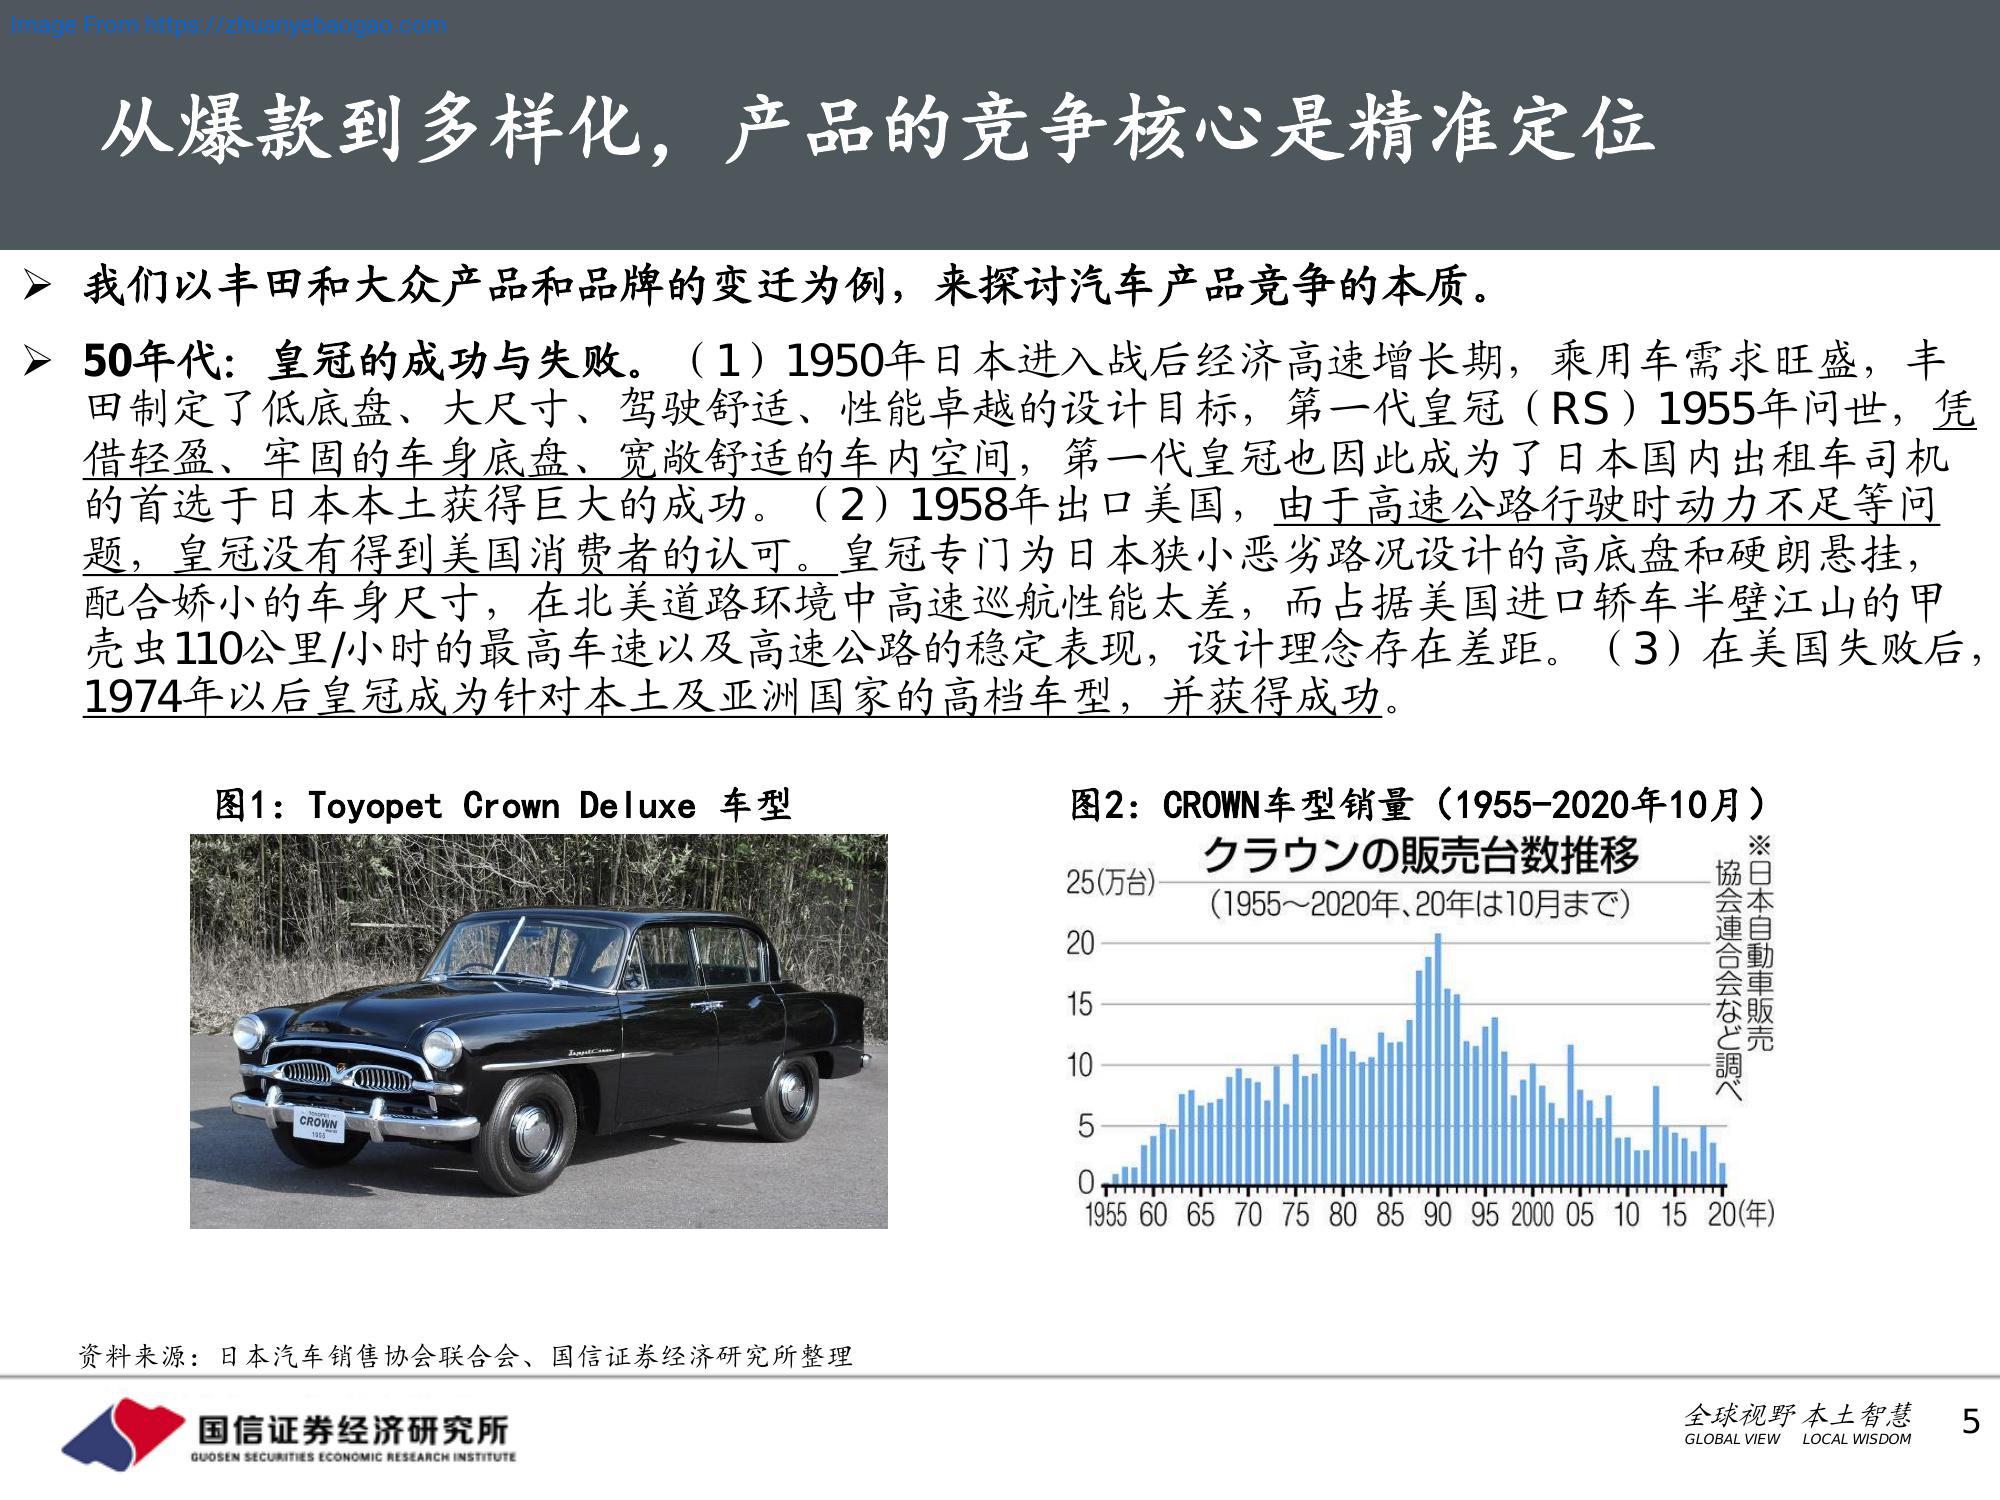 Image From https://zhuanyebaogao.com
从爆款到多样化，产品的竞争核心是精准定位
➢ 我们以丰田和大众产品和品牌的变迁为例，来探讨汽车产品竞争的本质。
➢ 50年代：皇冠的成功与失败。（1）1950年日本进入战后经济高速增长期，乘用车需求旺盛，丰
田制定了低底盘、大尺寸、驾驶舒适、性能卓越的设计目标，第一代皇冠（RS）1955年问世，凭
借轻盈、牢固的车身底盘、宽敞舒适的车内空间，第一代皇冠也因此成为了日本国内出租车司机
的首选于日本本土获得巨大的成功。（2）1958年出口美国，由于高速公路行驶时动力不足等问
题，皇冠没有得到美国消费者的认可。皇冠专门为日本狭小恶劣路况设计的高底盘和硬朗悬挂，
配合娇小的车身尺寸，在北美道路环境中高速巡航性能太差，而占据美国进口轿车半壁江山的甲
壳虫110公里/小时的最高车速以及高速公路的稳定表现，设计理念存在差距。（3）在美国失败后，
1974年以后皇冠成为针对本土及亚洲国家的高档车型，并获得成功。
图1：Toyopet Crown Deluxe 车型
Toyopet Crown
TOYOPET
CROWN
1955
图2：CROWN车型销量（1955-2020年10月）
クラウンの販売台数推移
（1955～2020年、20年は10月まで）
※日本自動車販売
協会連合会など調べ
25(万台)
20
15
10
5
0
1955 60 65 70 75 80 85 90 95 2000 05 10 15 20(年)
资料来源：日本汽车销售协会联合会、国信证券经济研究所整理
国信证券经济研究所
GUOSEN SECURITIES ECONOMIC RESEARCH INSTITUTE
全球视野 本土智慧
GLOBAL VIEW LOCAL WISDOM
5